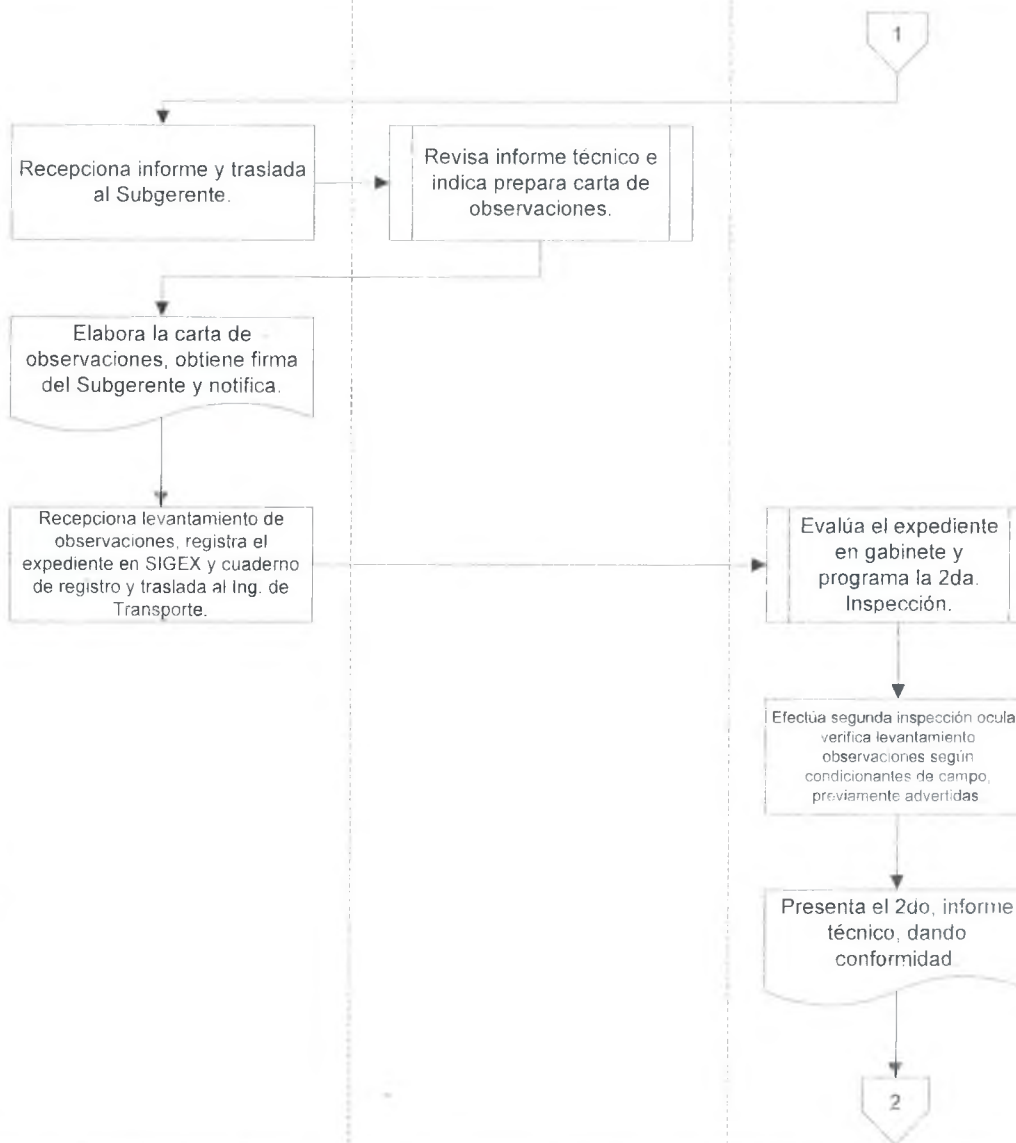 1
Recepciona informe y traslada
al Subgerente.
Revisa informe técnico e
indica prepara carta de
observaciones.
Elabora la carta de
observaciones, obtiene firma
del Subgerente y notifica.
Recepciona levantamiento de
observaciones, registra el
expediente en SIGEX y cuaderno
de registro y traslada al Ing. de
Transporte.
Evalúa el expediente
en gabinete y
programa la 2da.
Inspección.
Efectúa segunda inspección ocula
verifica levantamiento
observaciones según
condicionantes de campo,
previamente advertidas
Presenta el 2do, informe
técnico, dando
conformidad
2